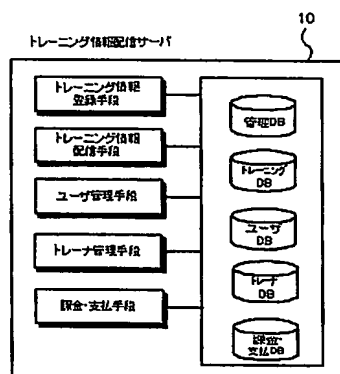 10
トレーニング情報配信サーバ
トレーニング情報
登録手段
トレーニング情報
配信手段
ユーザ管理手段
トレーナ管理手段
課金・支払手段
管理DB
トレーニング
DB
ユーザ
DB
トレーナ
DB
課金・
支払DB